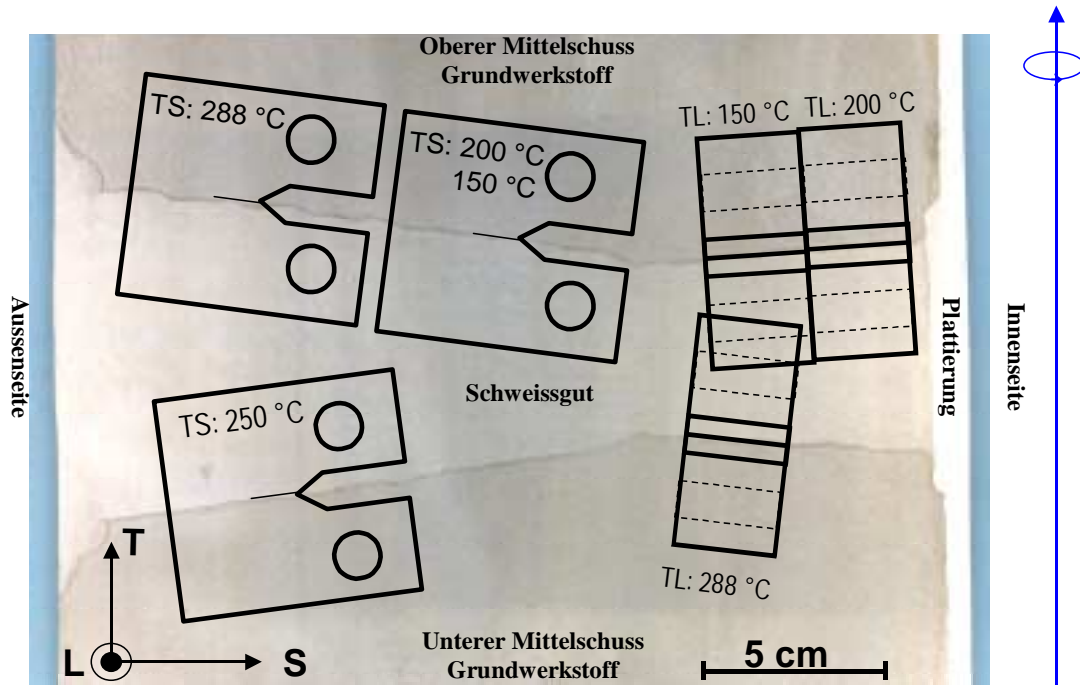 Oberer Mittelschuss
Grundwerkstoff
TS: 288 °C
TS: 200 °C
150 °C
TL: 150 °C
TL: 200 °C
Aussenseite
Plattierung
Innenseite
Schweissgut
TS: 250 °C
TL: 288 °C
T
L
S
Unterer Mittelschuss
Grundwerkstoff
5 cm